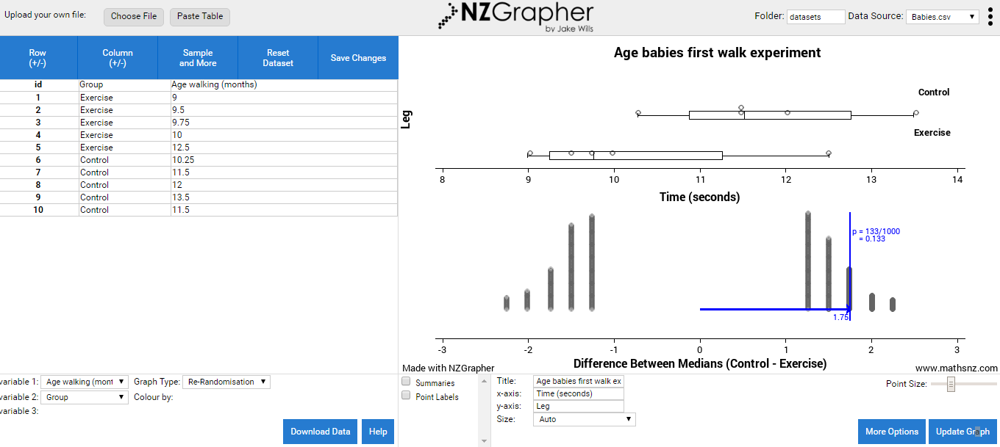 Upload your own file: Choose File Paste Table
NZGrapher
by Jake Wills
Folder: datasets Data Source: Babies.csv
Row (+/-) Column (+/-) Sample and More Reset Dataset Save Changes
id Group Age walking (months)
1 Exercise 9
2 Exercise 9.5
3 Exercise 9.75
4 Exercise 10
5 Exercise 12.5
6 Control 10.25
7 Control 11.5
8 Control 12
9 Control 13.5
10 Control 11.5
Age babies first walk experiment
Control
Leg
Exercise
8 9 10 11 12 13 14
Time (seconds)
p = 133/1000
= 0.133
1.75
-3 -2 -1 0 1 2 3
Difference Between Medians (Control - Exercise)
Made with NZGrapher
www.mathsnz.com
variable 1: Age walking (mont Graph Type: Re-Randomisation
variable 2: Group Colour by:
variable 3:
Download Data Help
Summaries
Point Labels
Title: Age babies first walk ex
x-axis: Time (seconds)
y-axis: Leg
Size: Auto
Point Size:
More Options Update Graph